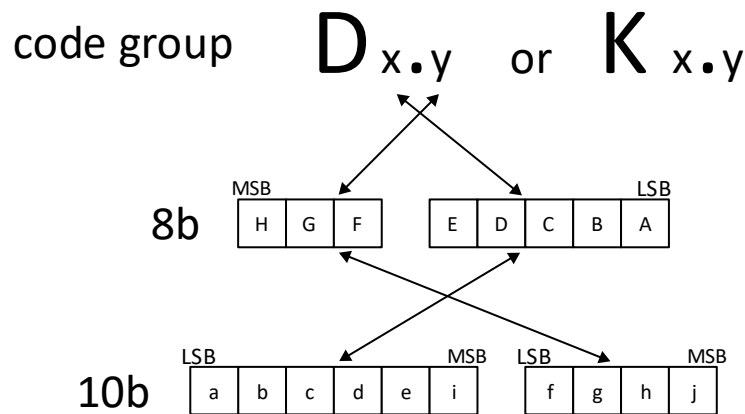 code group D x.y or K x.y
MSB LSB
8b H G F E D C B A
LSB MSB LSB MSB
10b a b c d e i f g h j